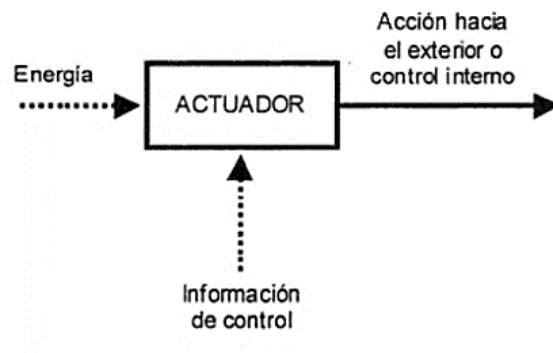 Acción hacia
el exterior o
control interno
Energía
ACTUADOR
Información
de control